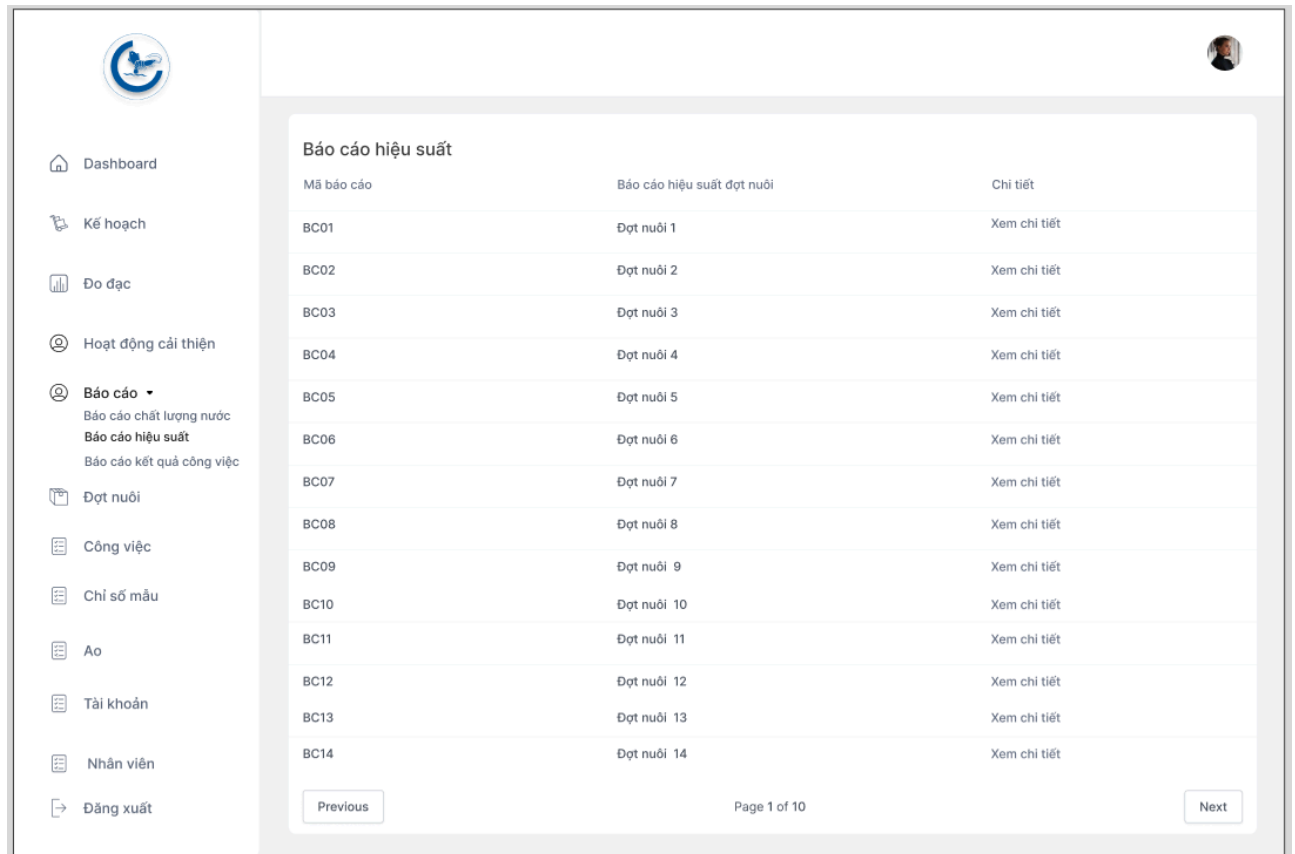 Dashboard
Kế hoạch
Đo đạc
Hoạt động cải thiện
Báo cáo
Báo cáo chất lượng nước
Báo cáo hiệu suất
Báo cáo kết quả công việc
Đợt nuôi
Công việc
Chỉ số mẫu
Ao
Tài khoản
Nhân viên
Đăng xuất
Báo cáo hiệu suất
Mã báo cáo Báo cáo hiệu suất đợt nuôi Chi tiết
BC01 Đợt nuôi 1 Xem chi tiết
BC02 Đợt nuôi 2 Xem chi tiết
BC03 Đợt nuôi 3 Xem chi tiết
BC04 Đợt nuôi 4 Xem chi tiết
BC05 Đợt nuôi 5 Xem chi tiết
BC06 Đợt nuôi 6 Xem chi tiết
BC07 Đợt nuôi 7 Xem chi tiết
BC08 Đợt nuôi 8 Xem chi tiết
BC09 Đợt nuôi 9 Xem chi tiết
BC10 Đợt nuôi 10 Xem chi tiết
BC11 Đợt nuôi 11 Xem chi tiết
BC12 Đợt nuôi 12 Xem chi tiết
BC13 Đợt nuôi 13 Xem chi tiết
BC14 Đợt nuôi 14 Xem chi tiết
Previous Page 1 of 10 Next